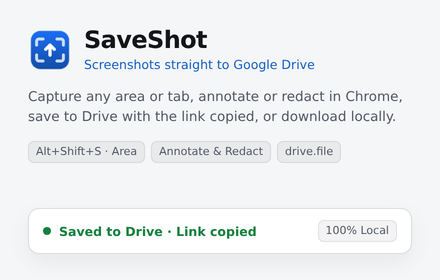 SaveShot
Screenshots straight to Google Drive
Capture any area or tab, annotate or redact in Chrome,
save to Drive with the link copied, or download locally.
Alt+Shift+S · Area
Annotate & Redact
drive.file
Saved to Drive · Link copied
100% Local